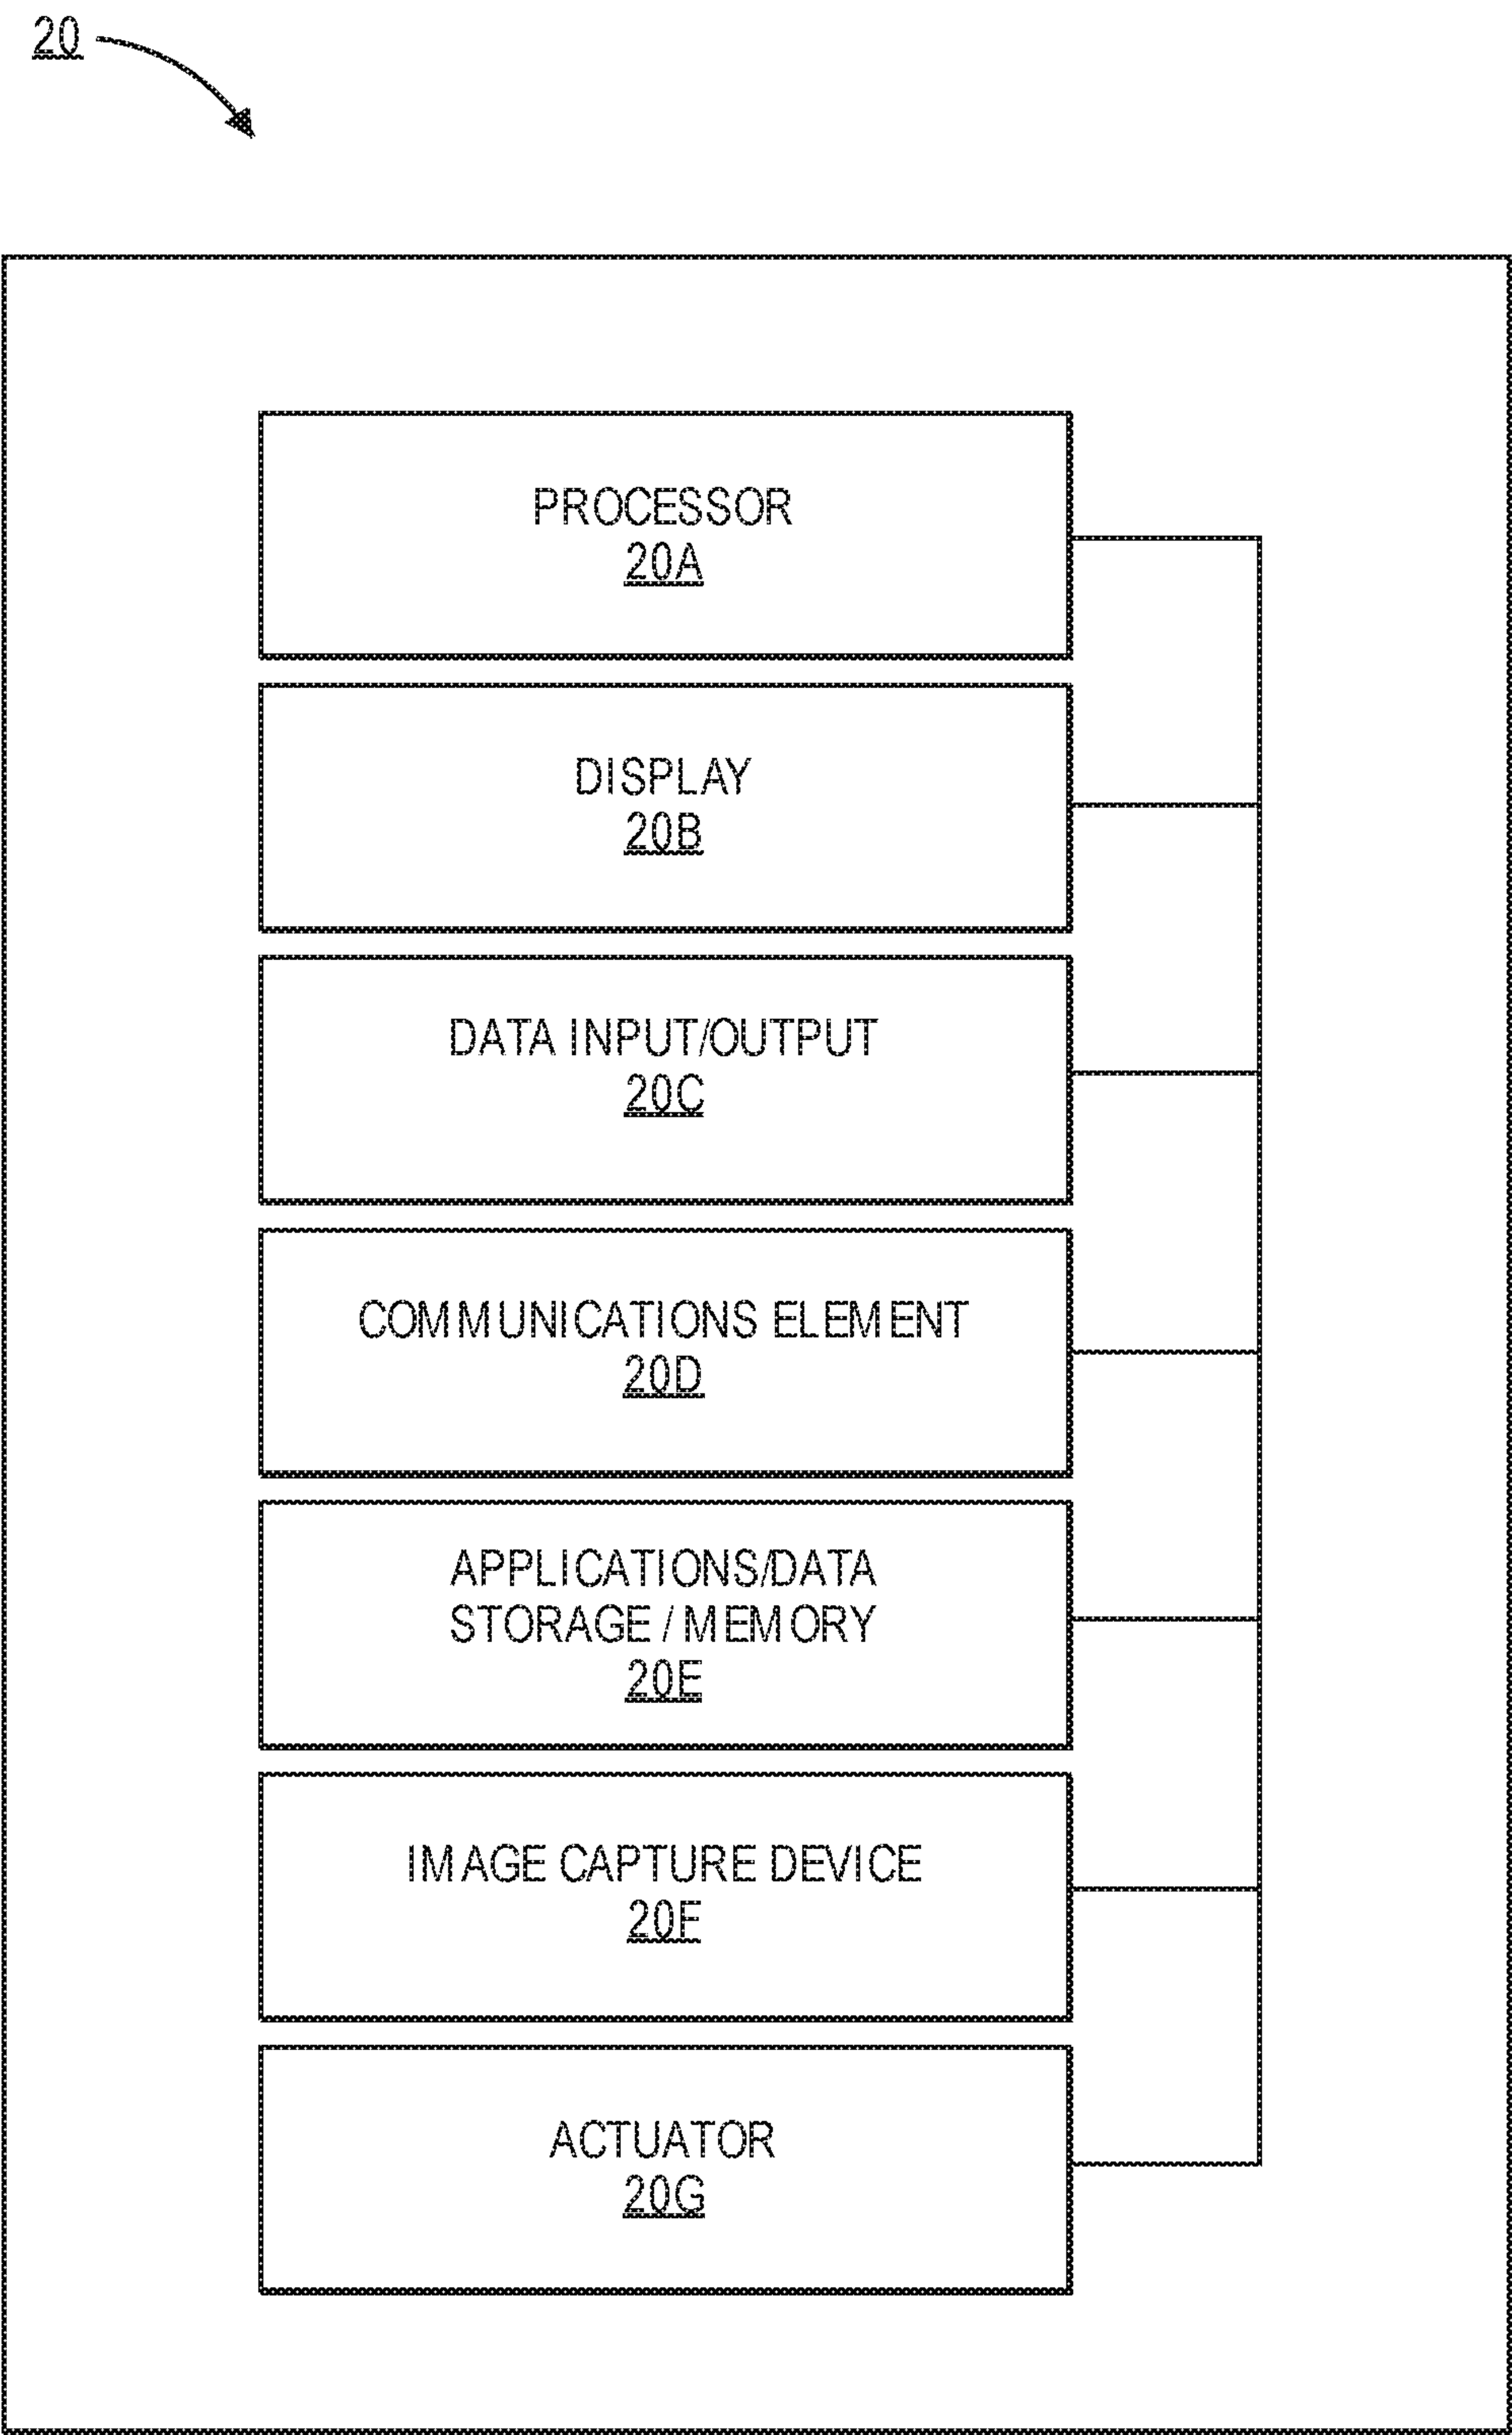 20
PROCESSOR
20A
DISPLAY
20B
DATA INPUT/OUTPUT
20C
COMMUNICATIONS ELEMENT
20D
APPLICATIONS/DATA
STORAGE / MEMORY
20E
IMAGE CAPTURE DEVICE
20F
ACTUATOR
20G